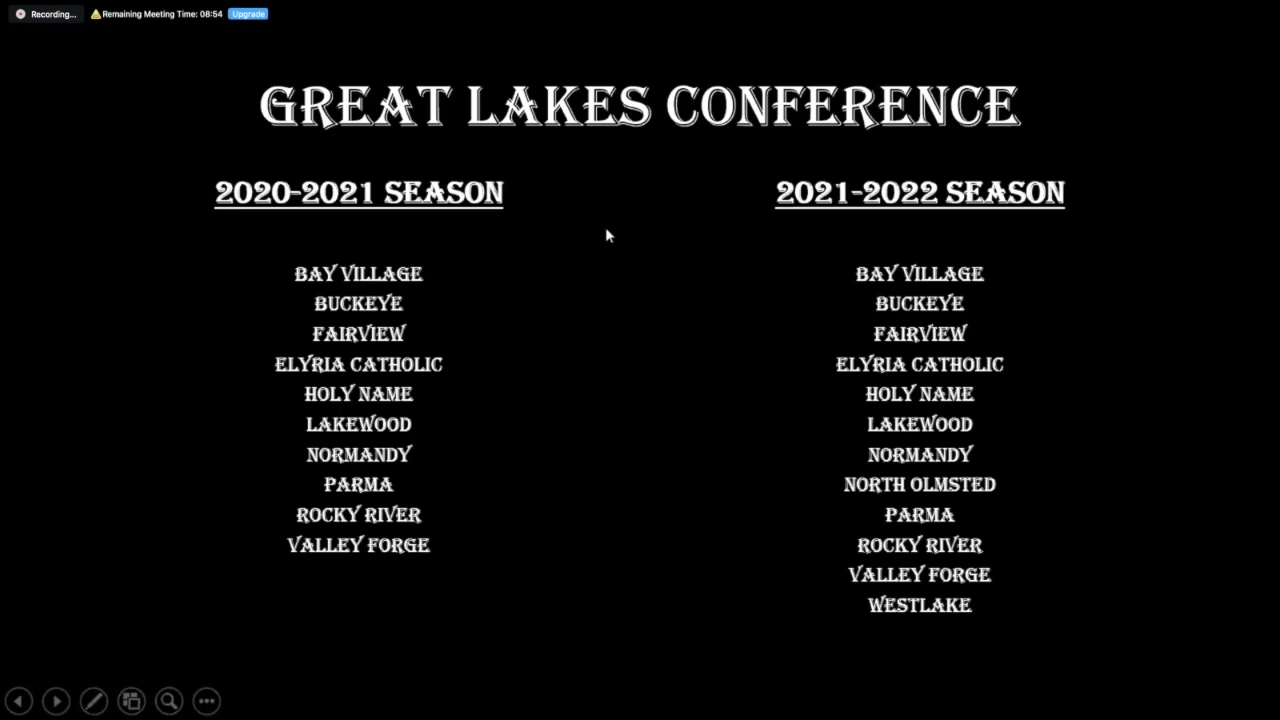 Recording...
Remaining Meeting Time: 08:54
Upgrade
GREAT LAKES CONFERENCE
2020-2021 SEASON
BAY VILLAGE
BUCKEYE
FAIRVIEW
ELYRIA CATHOLIC
HOLY NAME
LAKEWOOD
NORMANDY
PARMA
ROCKY RIVER
VALLEY FORGE
2021-2022 SEASON
BAY VILLAGE
BUCKEYE
FAIRVIEW
ELYRIA CATHOLIC
HOLY NAME
LAKEWOOD
NORMANDY
NORTH OLMSTED
PARMA
ROCKY RIVER
VALLEY FORGE
WESTLAKE